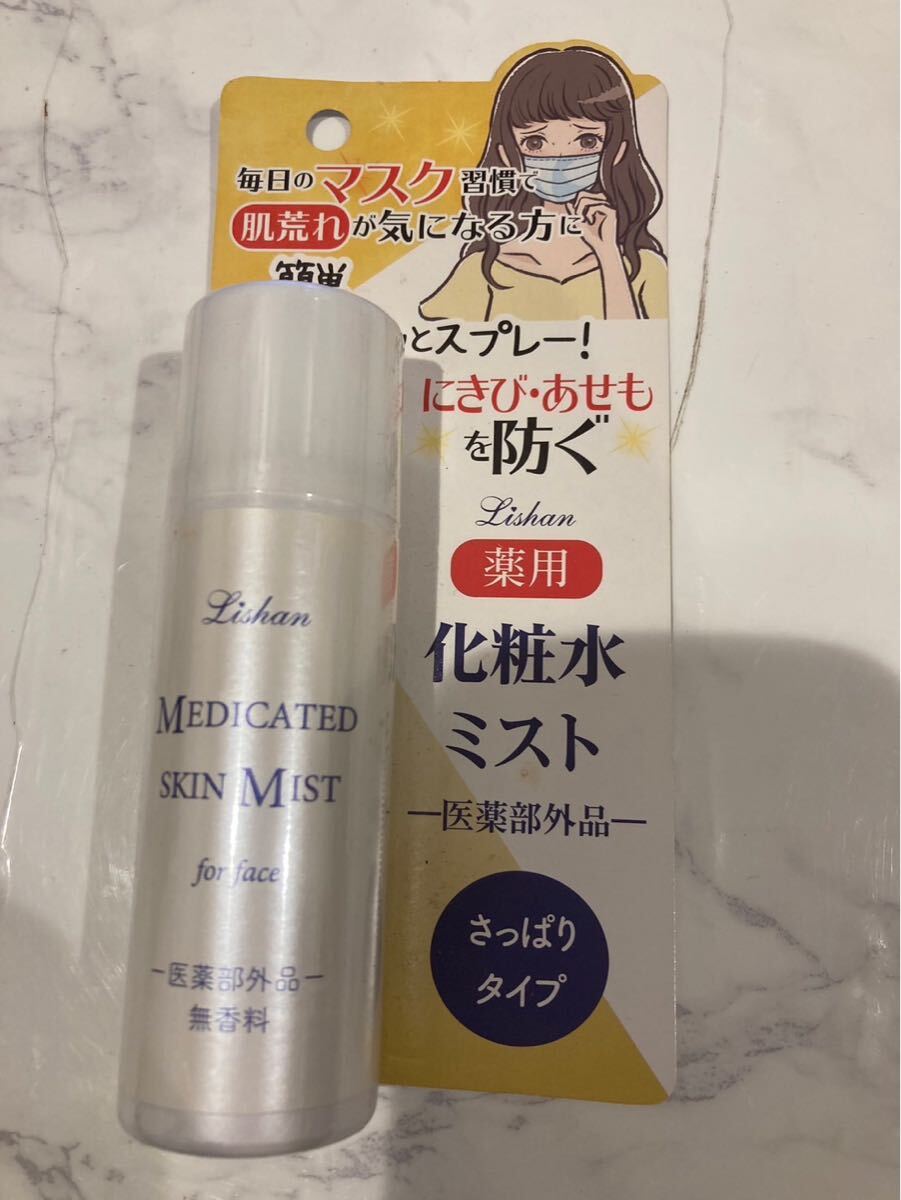 毎日のマスク習慣で
肌荒れが気になる方に
簡単
とスプレー!
にきび・あせも
を防ぐ
Lishan
薬用
化粧水
ミスト
―医薬部外品―
さっぱり
タイプ
Lishan
MEDICATED
SKIN MIST
for face
―医薬部外品―
無香料